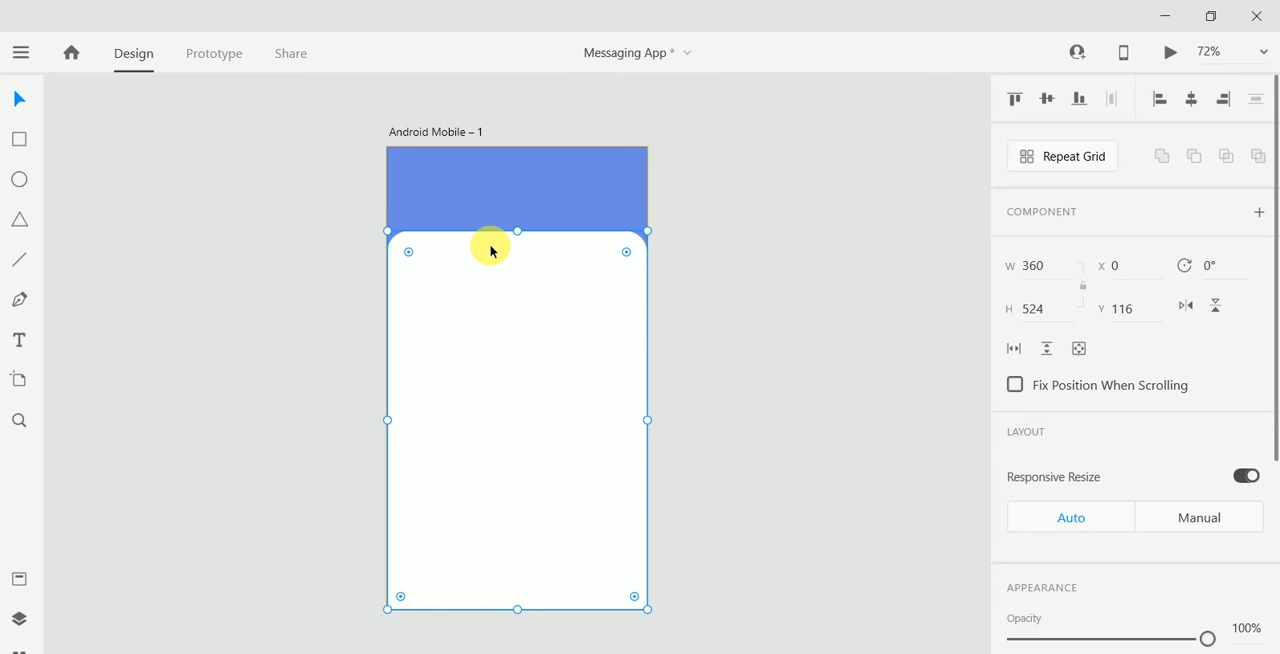 Design Prototype Share Messaging App * 72%
Android Mobile – 1
Repeat Grid
COMPONENT
W 360 X 0 0°
H 524 Y 116
Fix Position When Scrolling
LAYOUT
Responsive Resize
Auto Manual
APPEARANCE
Opacity
100%